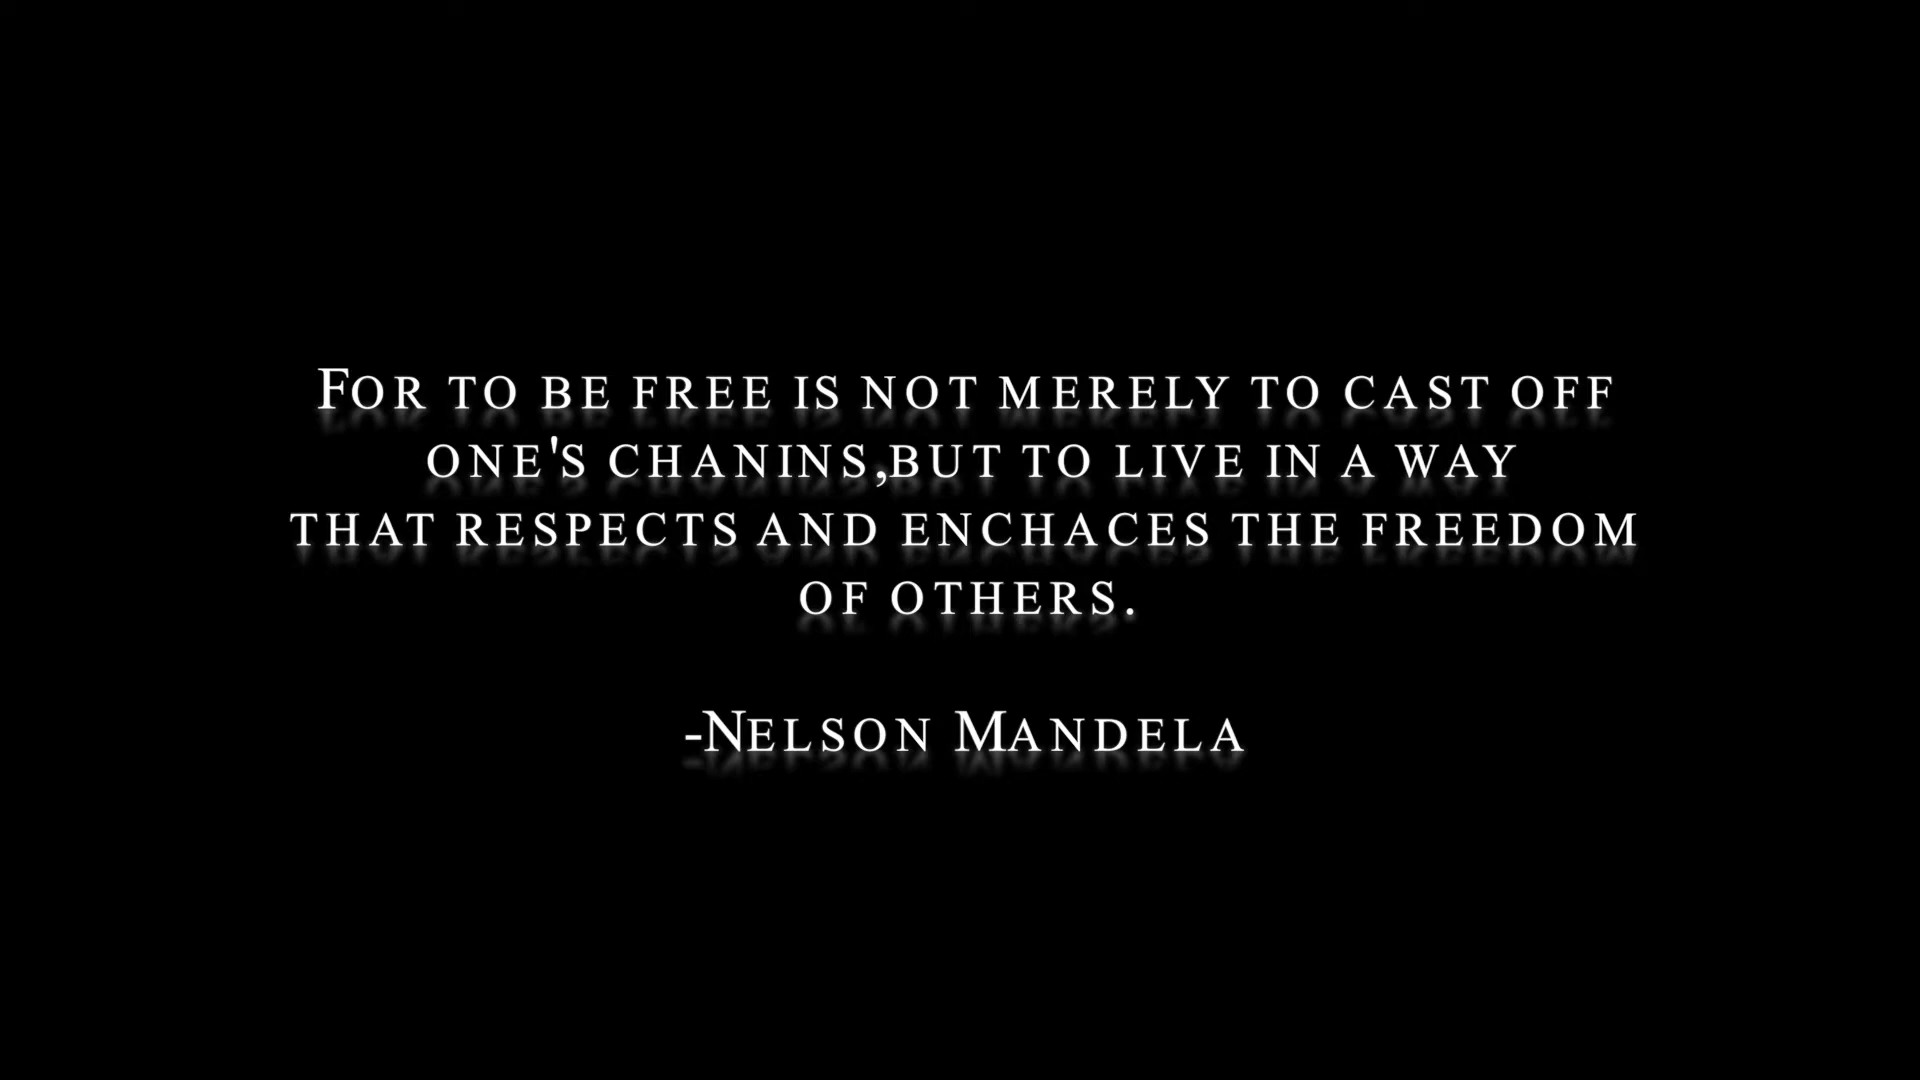 For to be free is not merely to cast off
one's chanins,but to live in a way
that respects and enchaces the freedom
of others.
-Nelson Mandela